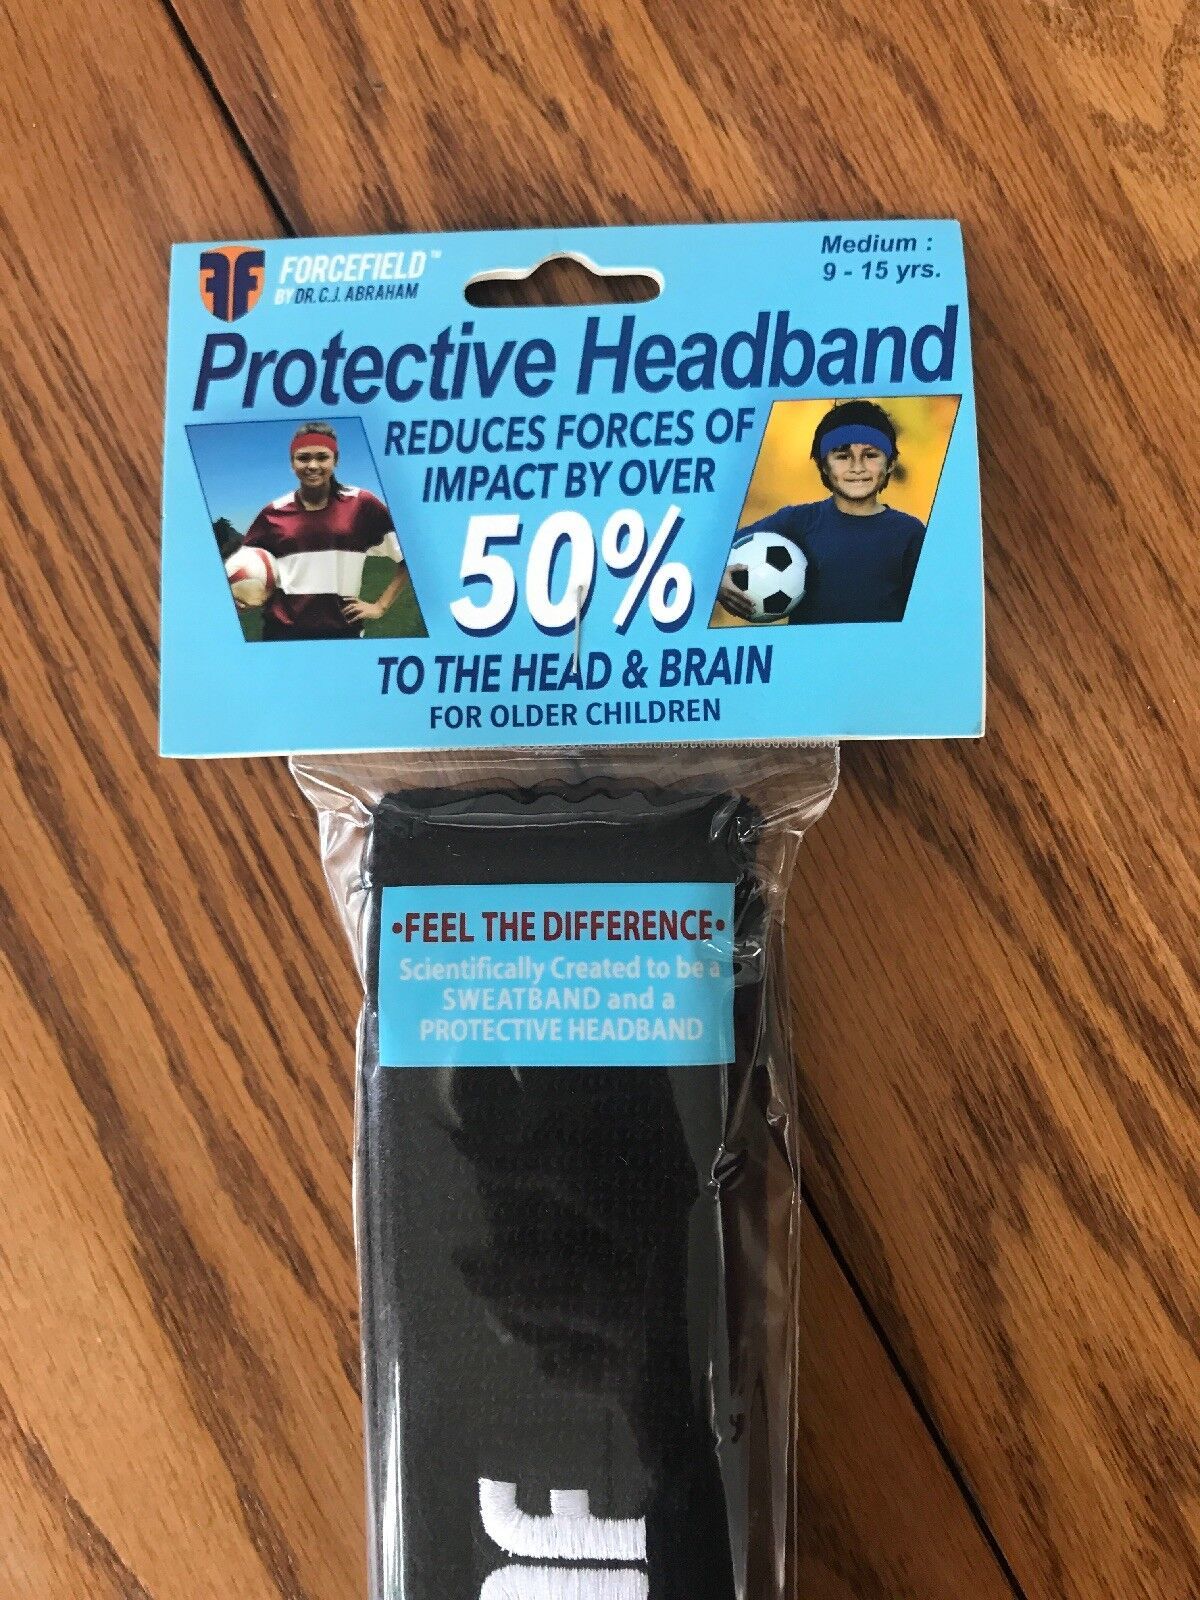 FF
FORCEFIELD™
BY DR. C.J. ABRAHAM
Medium :
9 - 15 yrs.
Protective Headband
REDUCES FORCES OF
IMPACT BY OVER
50%
TO THE HEAD & BRAIN
FOR OLDER CHILDREN
•FEEL THE DIFFERENCE•
Scientifically Created to be a
SWEATBAND and a
PROTECTIVE HEADBAND